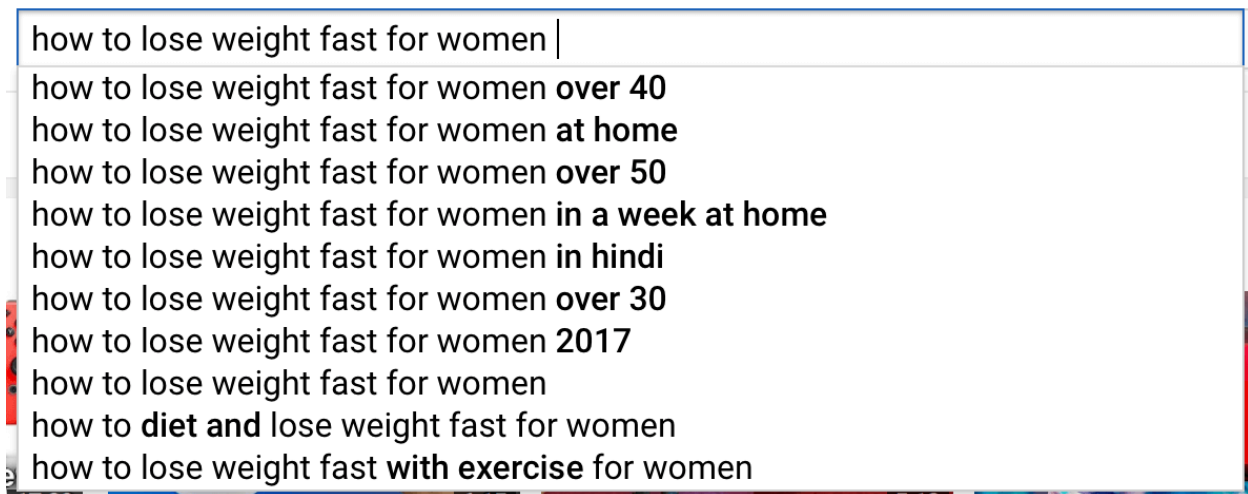 how to lose weight fast for women
how to lose weight fast for women over 40
how to lose weight fast for women at home
how to lose weight fast for women over 50
how to lose weight fast for women in a week at home
how to lose weight fast for women in hindi
how to lose weight fast for women over 30
how to lose weight fast for women 2017
how to lose weight fast for women
how to diet and lose weight fast for women
how to lose weight fast with exercise for women